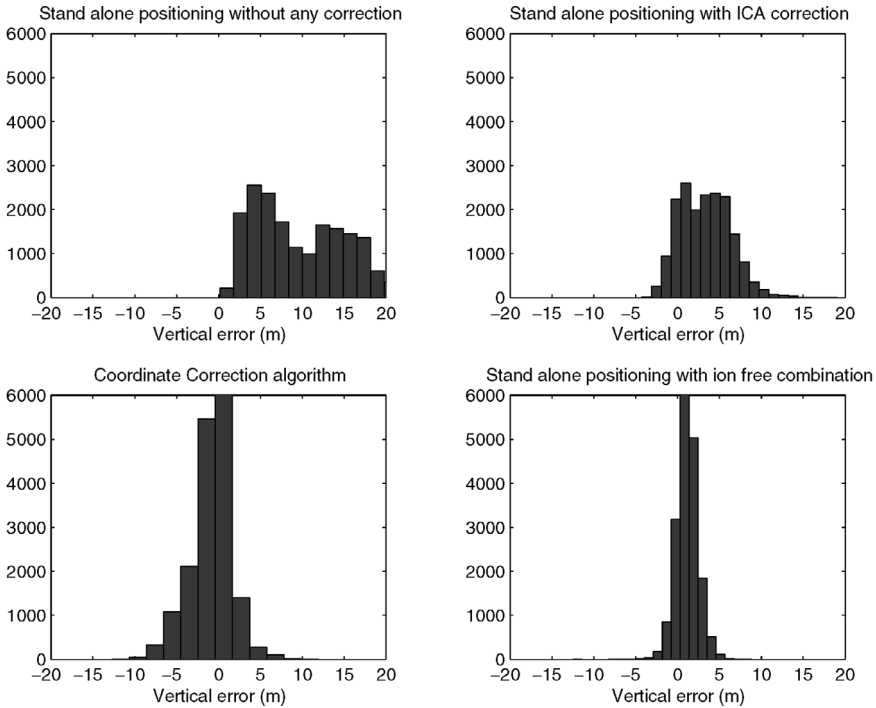 Stand alone positioning without any correction
6000
5000
4000
3000
2000
1000
0
−20 −15 −10 −5 0 5 10 15 20
Vertical error (m)
Stand alone positioning with ICA correction
6000
5000
4000
3000
2000
1000
0
−20 −15 −10 −5 0 5 10 15 20
Vertical error (m)
Coordinate Correction algorithm
6000
5000
4000
3000
2000
1000
0
−20 −15 −10 −5 0 5 10 15 20
Vertical error (m)
Stand alone positioning with ion free combination
6000
5000
4000
3000
2000
1000
0
−20 −15 −10 −5 0 5 10 15 20
Vertical error (m)